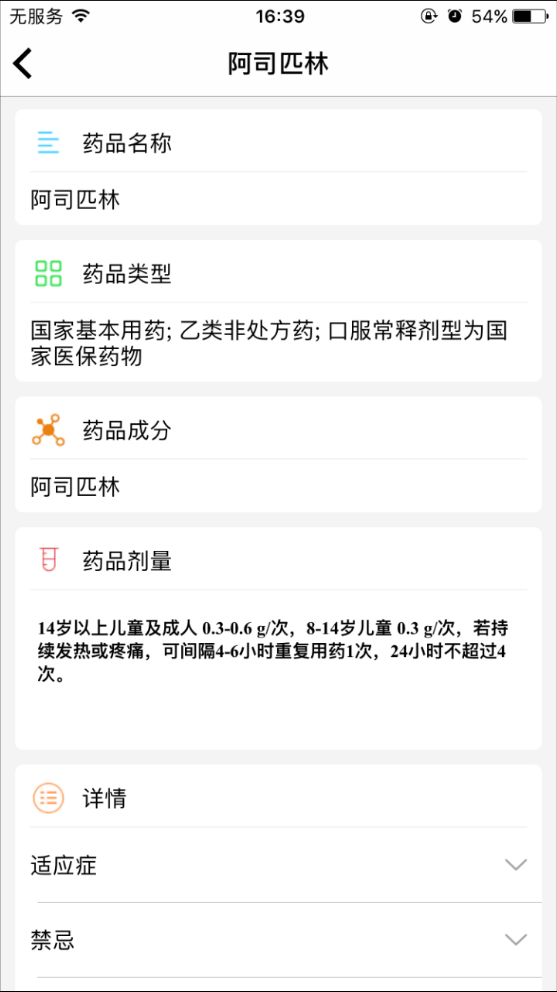 无服务 16:39 54%
阿司匹林
药品名称
阿司匹林
药品类型
国家基本用药; 乙类非处方药; 口服常释剂型为国
家医保药物
药品成分
阿司匹林
药品剂量
14岁以上儿童及成人 0.3-0.6 g/次，8-14岁儿童 0.3 g/次，若持
续发热或疼痛，可间隔4-6小时重复用药1次，24小时不超过4
次。
详情
适应症
禁忌